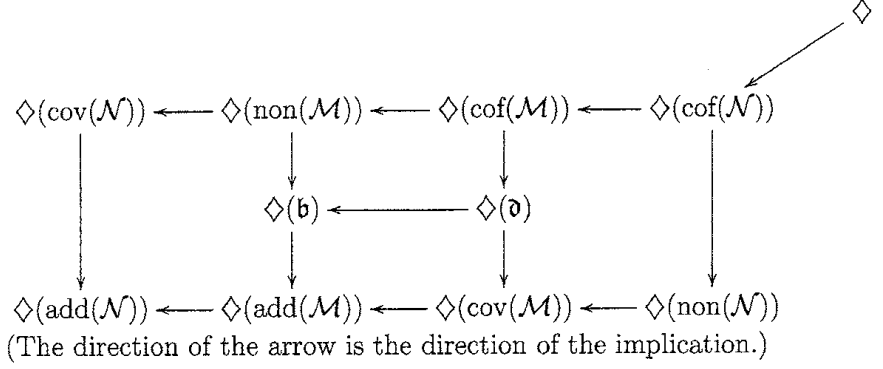 ♢
♢(cov(𝒩)) ← ♢(non(ℳ)) ← ♢(cof(ℳ)) ← ♢(cof(𝒩))
♢(𝔟) ← ♢(𝔡)
♢(add(𝒩)) ← ♢(add(ℳ)) ← ♢(cov(ℳ)) ← ♢(non(𝒩))
(The direction of the arrow is the direction of the implication.)